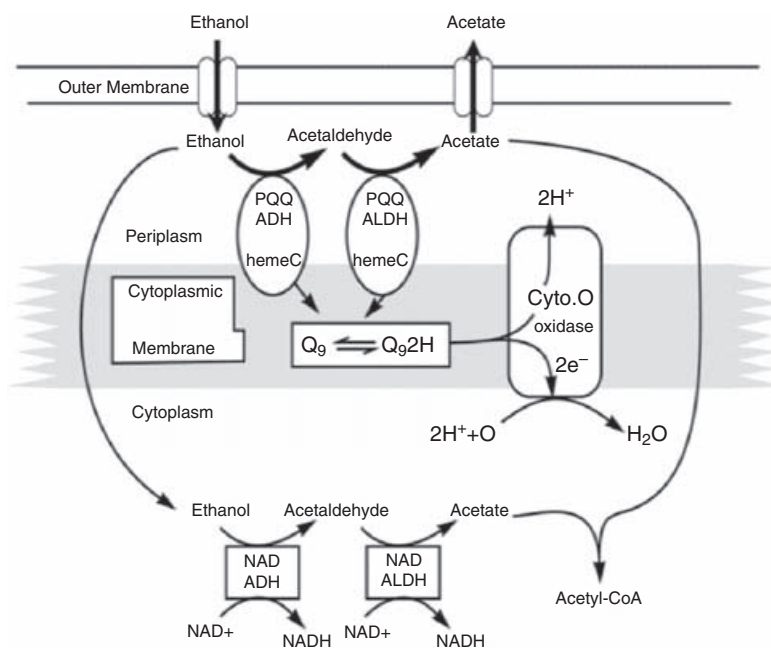 Ethanol
Acetate
Outer Membrane
Ethanol
Acetaldehyde
Acetate
PQQ
ADH
hemeC
PQQ
ALDH
hemeC
2H⁺
Periplasm
Cytoplasmic
Membrane
Cyto.O
oxidase
Q₉ ⇌ Q₉2H
2e⁻
Cytoplasm
2H⁺+O
H₂O
Ethanol
Acetaldehyde
Acetate
NAD
ADH
NAD
ALDH
NAD+
NADH
NAD+
NADH
Acetyl-CoA